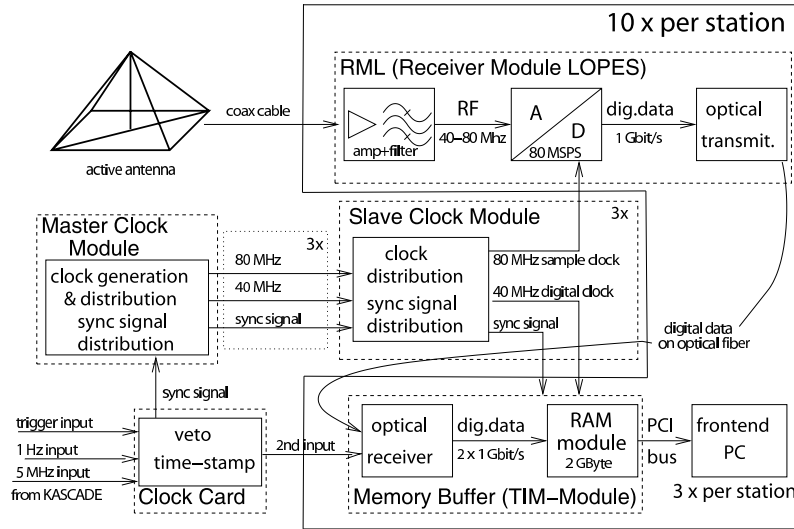 10 x per station
RML (Receiver Module LOPES)
coax cable
active antenna
amp+filter
RF
40–80 Mhz
A
D
80 MSPS
dig.data
1 Gbit/s
optical
transmit.
Master Clock
Module
clock generation
& distribution
sync signal
distribution
3x
80 MHz
40 MHz
sync signal
Slave Clock Module
3x
clock
distribution
sync signal
distribution
80 MHz sample clock
40 MHz digital clock
sync signal
digital data
on optical fiber
sync signal
trigger input
1 Hz input
5 MHz input
from KASCADE
veto
time–stamp
Clock Card
2nd input
optical
receiver
dig.data
2 x 1 Gbit/s
RAM
module
2 GByte
Memory Buffer (TIM–Module)
PCI
bus
frontend
PC
3 x per station